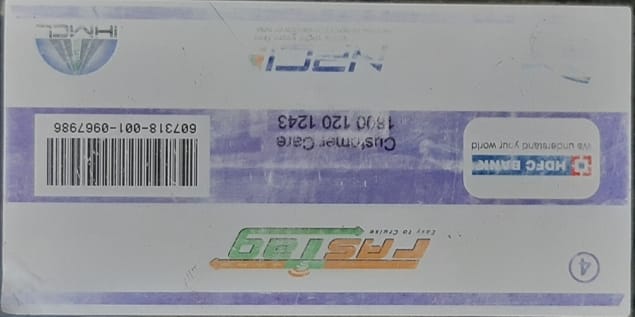 4
FASTag
Easy to Cruise
HDFC BANK
We understand your world
Customer Care
1800 120 1243
607318-001-0967986
NPCI
IHMCL